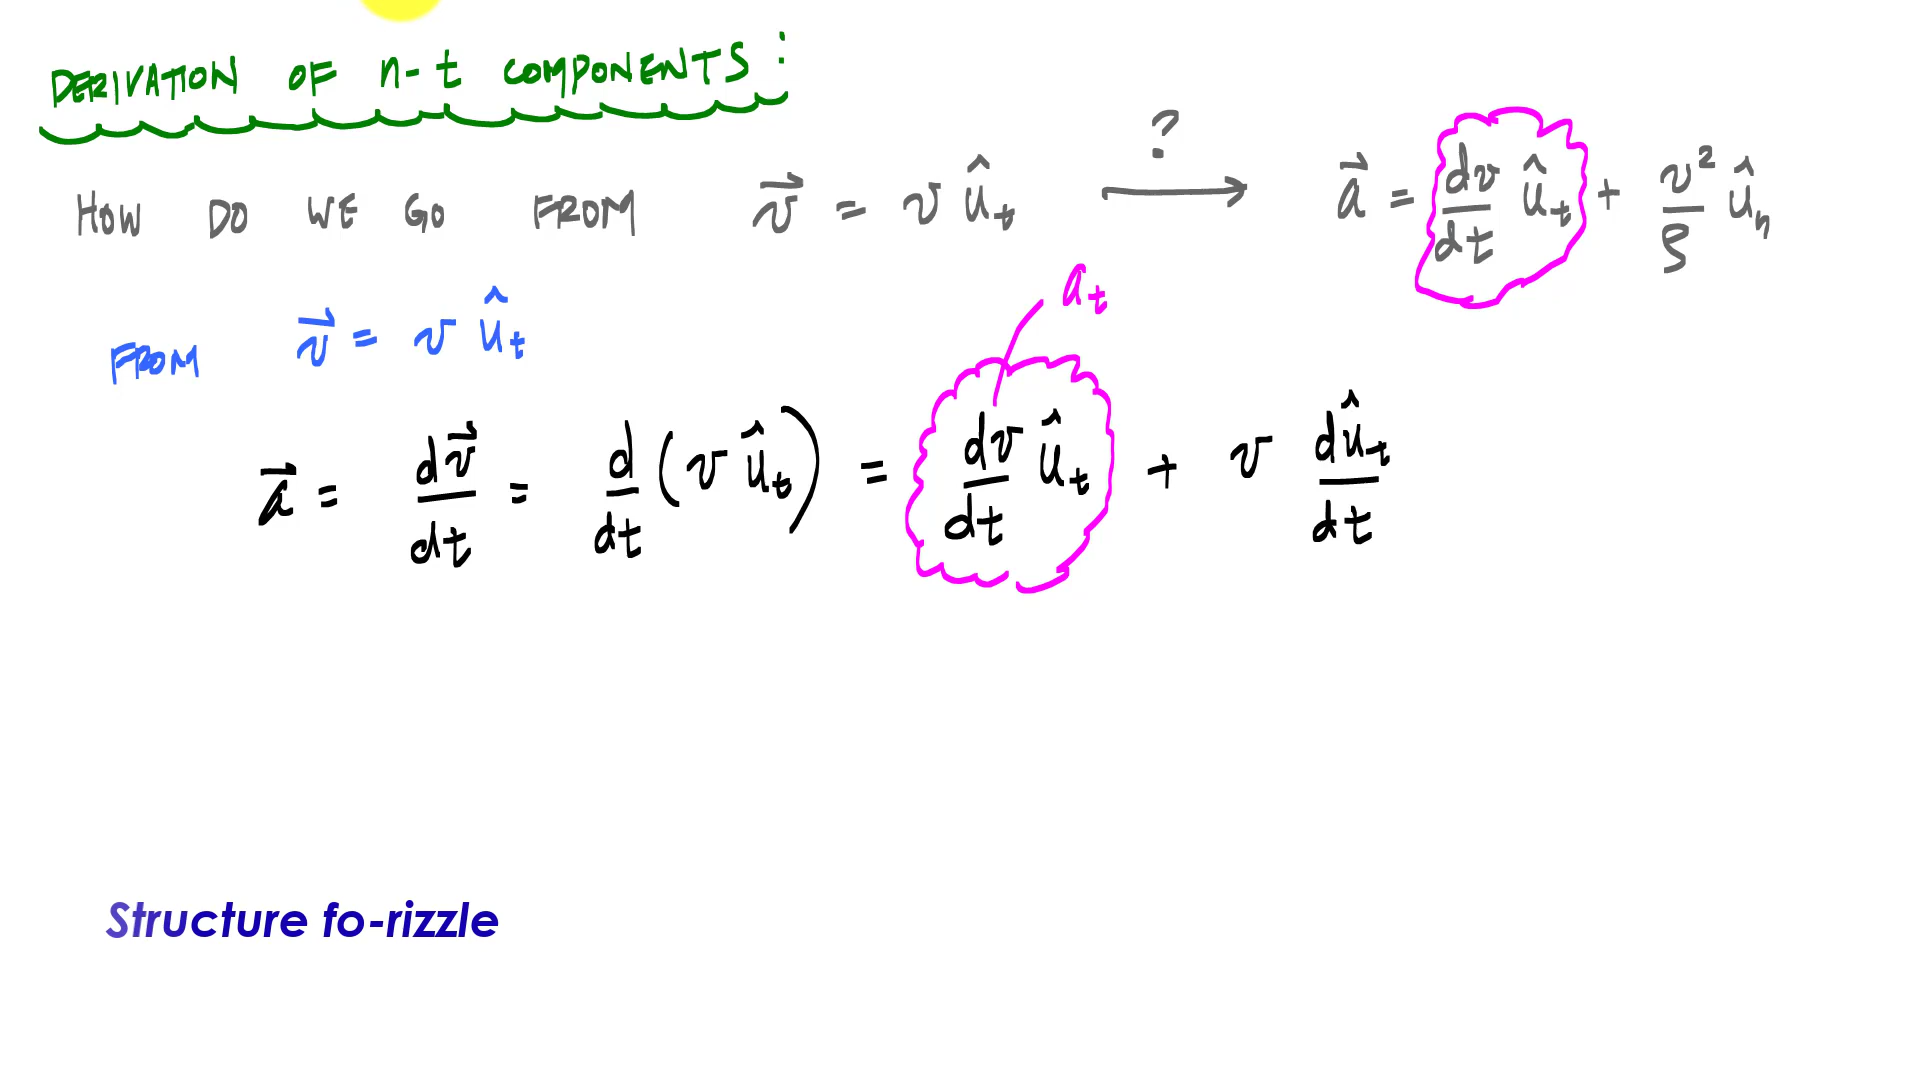 DERIVATION OF n-t COMPONENTS:
HOW DO WE GO FROM v⃗ = v û_t ⟶ ? a⃗ = dv/dt û_t + v²/ρ û_n
a_t
FROM v⃗ = v û_t
a⃗ = dv⃗/dt = d/dt (v û_t) = dv/dt û_t + v dû_t/dt
Structure fo-rizzle